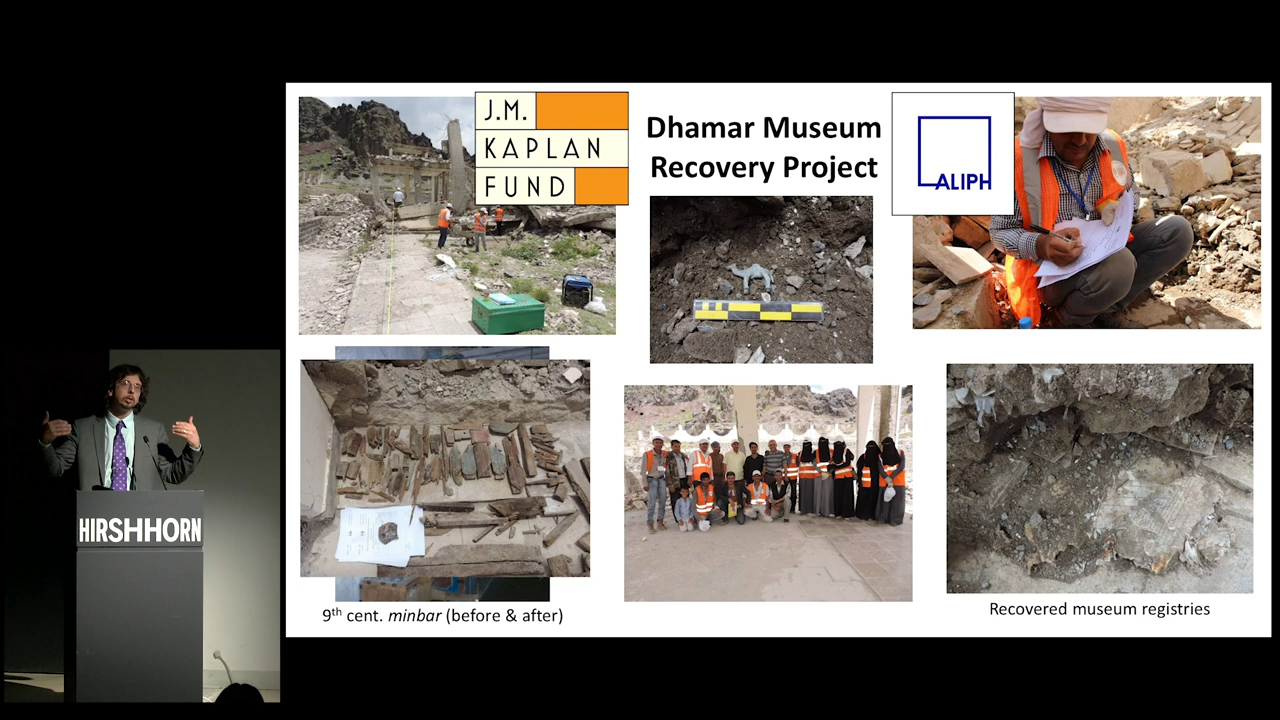 J.M.
KAPLAN
FUND
Dhamar Museum
Recovery Project
ALIPH
HIRSHHORN
9th cent. minbar (before & after)
Recovered museum registries